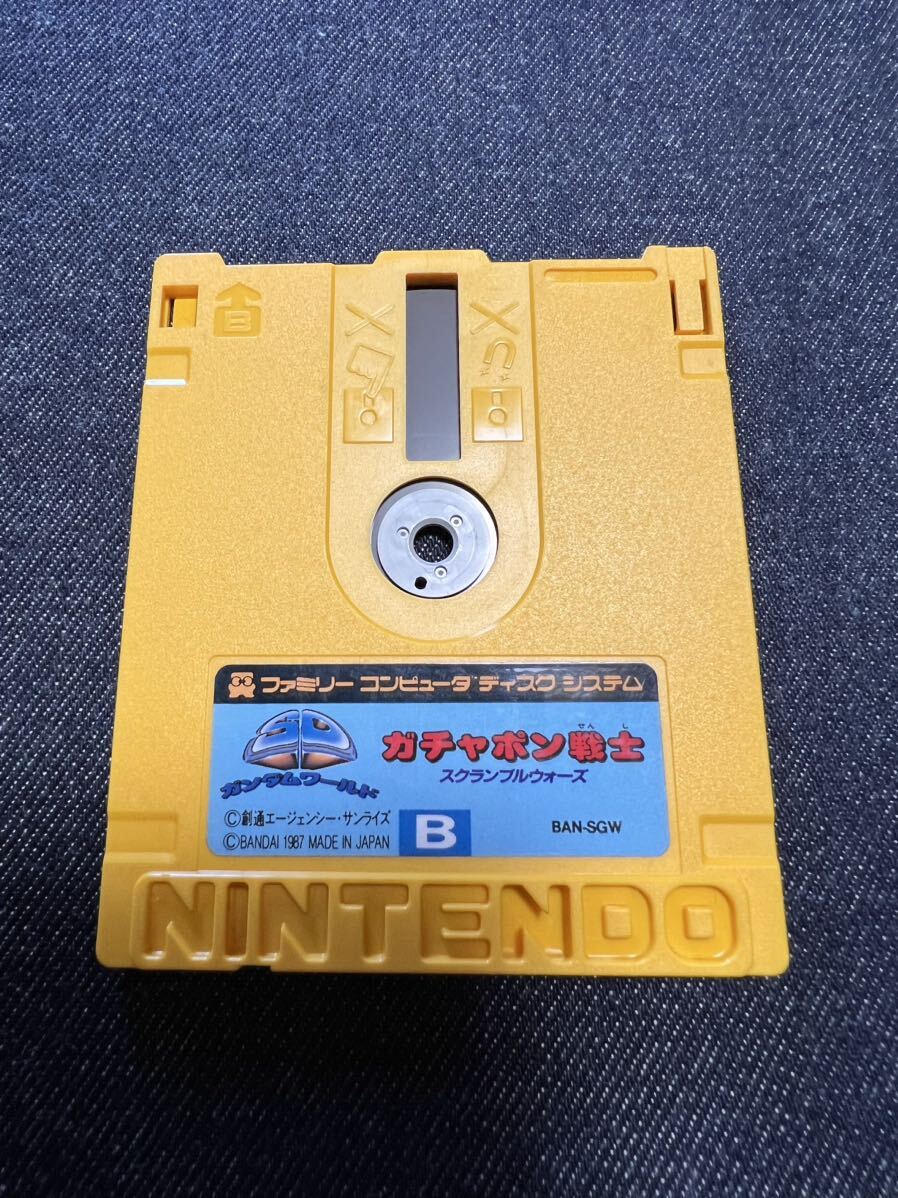 B
ファミリー コンピュータ ディスク システム
SD
ガンダムワールド
ガチャポン戦士
せん し
スクランブルウォーズ
©創通エージェンシー・サンライズ
©BANDAI 1987 MADE IN JAPAN
B
BAN-SGW
NINTENDO